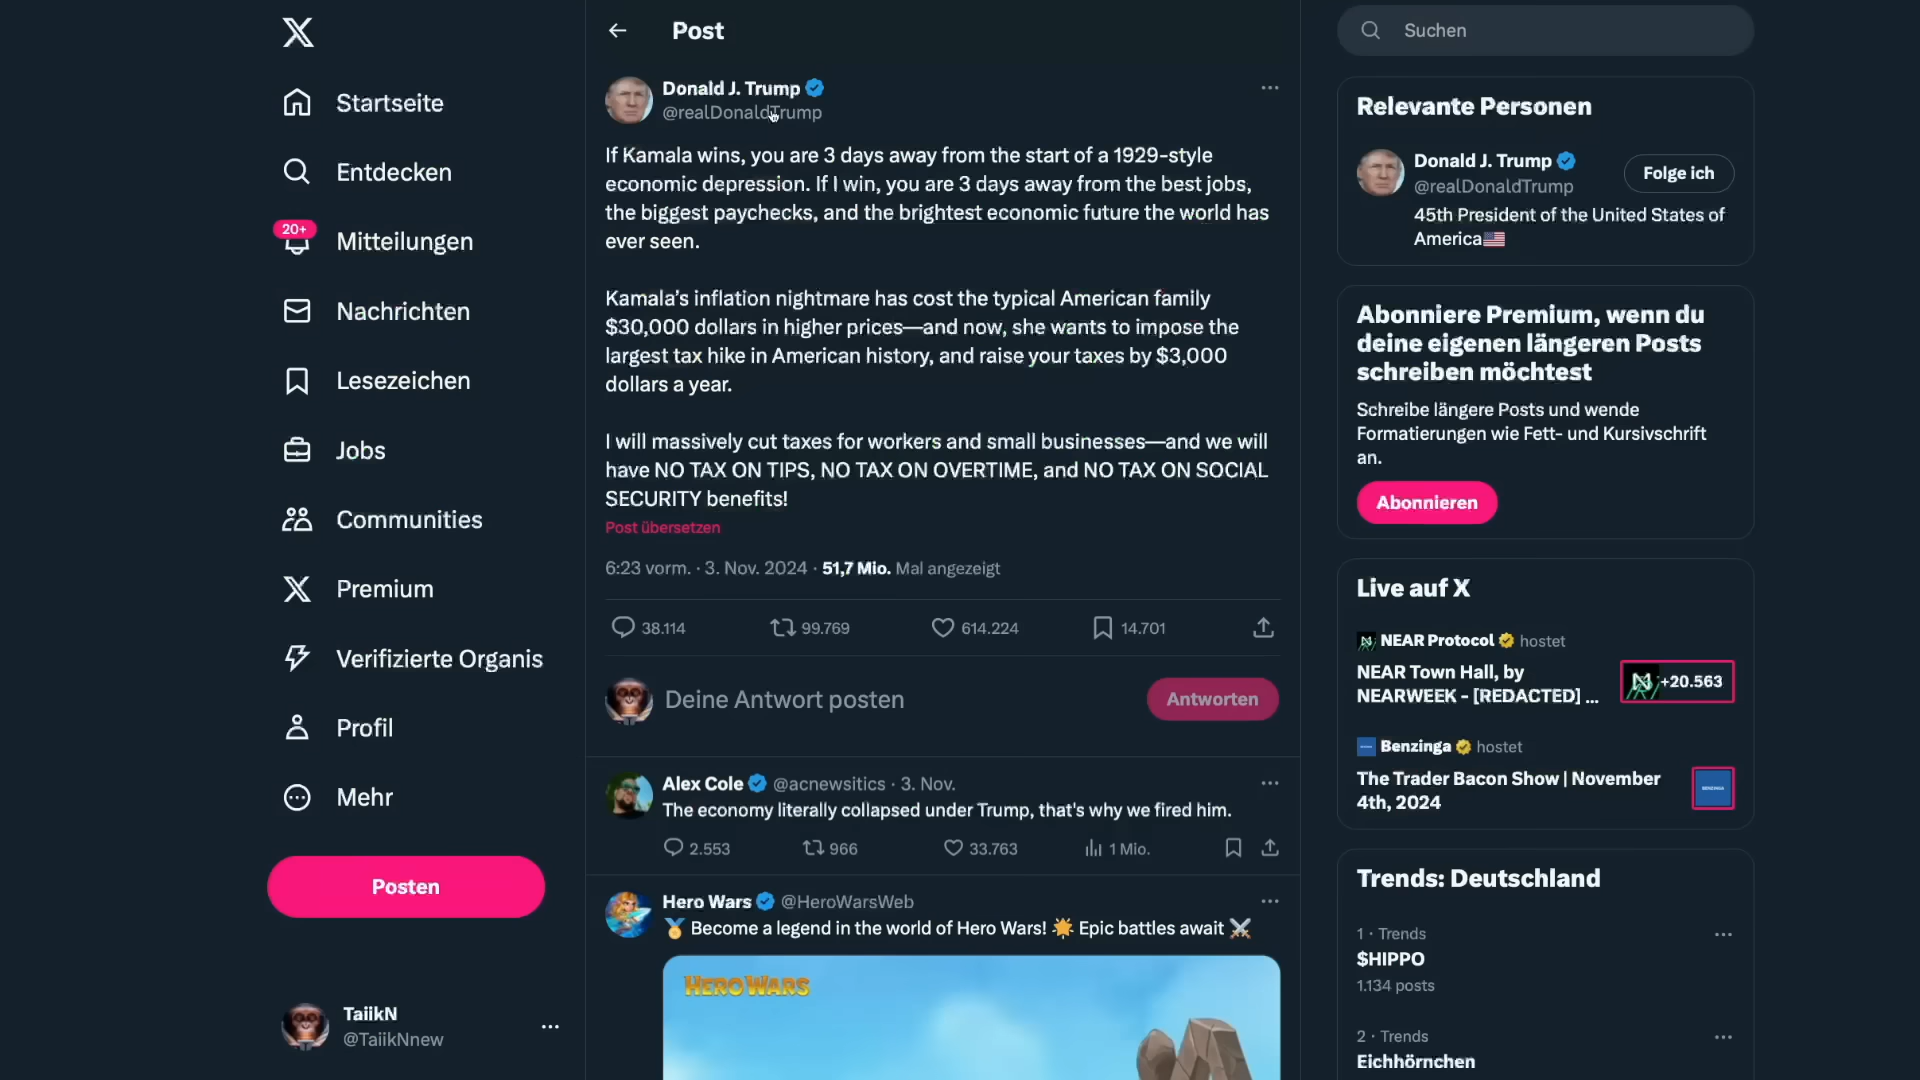 Startseite
Entdecken
20+
Mitteilungen
Nachrichten
Lesezeichen
Jobs
Communities
Premium
Verifizierte Organis
Profil
Mehr
Posten
TaiikN
@TaiikNnew
Post
Donald J. Trump
@realDonaldTrump
If Kamala wins, you are 3 days away from the start of a 1929-style
economic depression. If I win, you are 3 days away from the best jobs,
the biggest paychecks, and the brightest economic future the world has
ever seen.
Kamala’s inflation nightmare has cost the typical American family
$30,000 dollars in higher prices—and now, she wants to impose the
largest tax hike in American history, and raise your taxes by $3,000
dollars a year.
I will massively cut taxes for workers and small businesses—and we will
have NO TAX ON TIPS, NO TAX ON OVERTIME, and NO TAX ON SOCIAL
SECURITY benefits!
Post übersetzen
6:23 vorm. · 3. Nov. 2024 · 51,7 Mio. Mal angezeigt
38.114 99.769 614.224 14.701
Deine Antwort posten
Antworten
Alex Cole @acnewsitics · 3. Nov.
The economy literally collapsed under Trump, that's why we fired him.
2.553 966 33.763 1 Mio.
Hero Wars @HeroWarsWeb
🏅 Become a legend in the world of Hero Wars! 🌟 Epic battles await ⚔️
HERO WARS
Suchen
Relevante Personen
Donald J. Trump
@realDonaldTrump
Folge ich
45th President of the United States of
America🇺🇸
Abonniere Premium, wenn du
deine eigenen längeren Posts
schreiben möchtest
Schreibe längere Posts und wende
Formatierungen wie Fett- und Kursivschrift
an.
Abonnieren
Live auf X
NEAR Protocol hostet
NEAR Town Hall, by
NEARWEEK - [REDACTED] ...
+20.563
Benzinga hostet
The Trader Bacon Show | November
4th, 2024
BENZINGA
Trends: Deutschland
1 · Trends
$HIPPO
1.134 posts
2 · Trends
Eichhörnchen